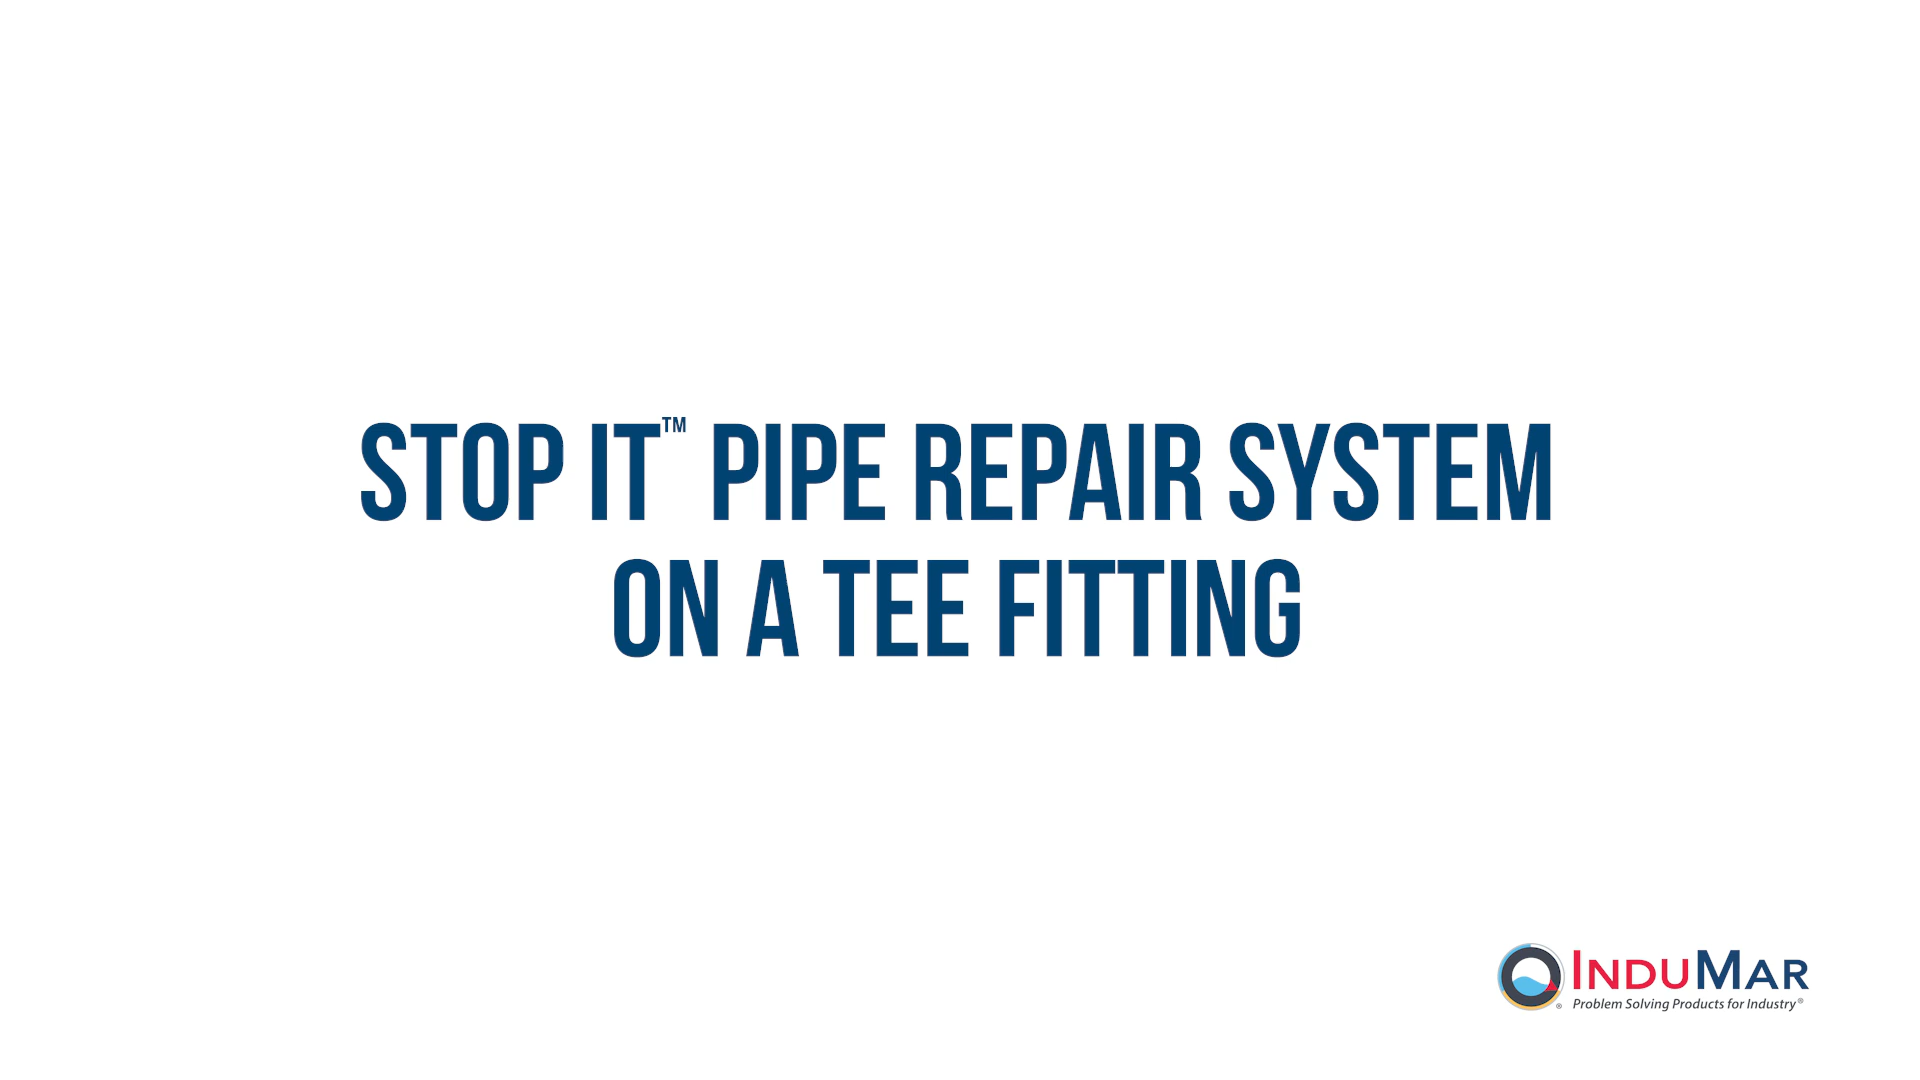 STOP IT™ PIPE REPAIR SYSTEM
ON A TEE FITTING
INDUMAR
® Problem Solving Products for Industry®